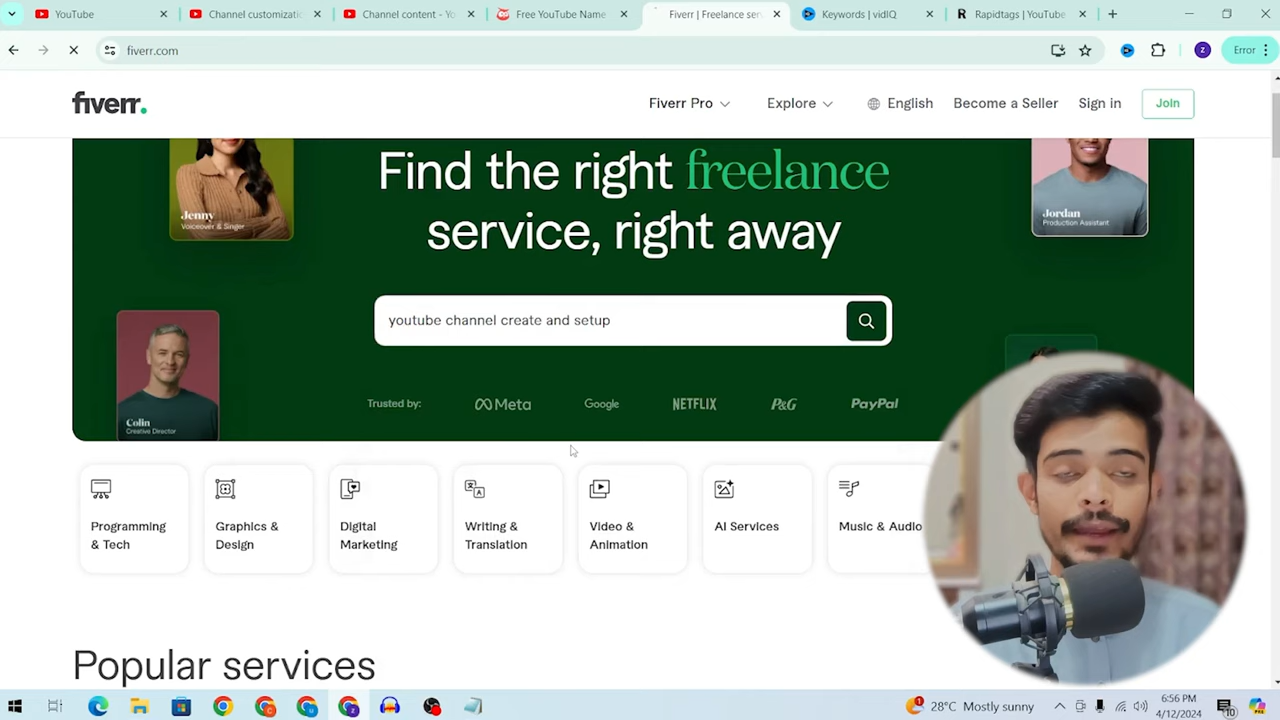 YouTube
Channel customizatio
Channel content - Yo
Free YouTube Name
Fiverr | Freelance serv
Keywords | vidIQ
Rapidtags | YouTube
fiverr.com
Error
fiverr.
Fiverr Pro
Explore
English
Become a Seller
Sign in
Join
Find the right freelance
service, right away
Jenny
Voiceover & Singer
Jordan
Production Assistant
youtube channel create and setup
Colin
Creative Director
Trusted by:
Meta
Google
NETFLIX
P&G
PayPal
Programming
& Tech
Graphics &
Design
Digital
Marketing
Writing &
Translation
Video &
Animation
AI Services
Music & Audio
Popular services
28°C Mostly sunny
6:56 PM
4/12/2024
10